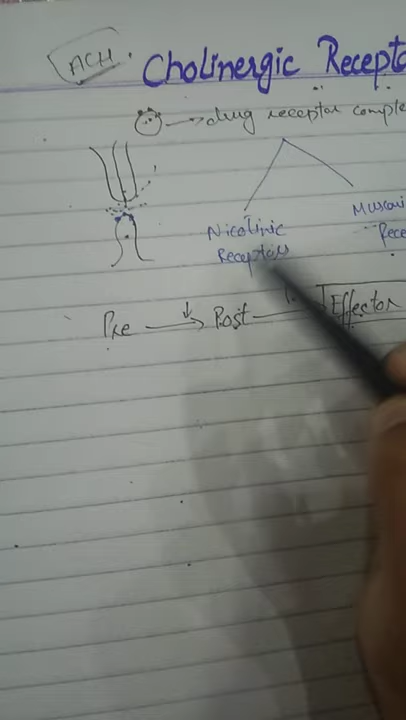 ACH.
Cholinergic Recepto
drug receptor comple
Nicotinic
Receptors
Muscari
Rece
Pre → Post Effector